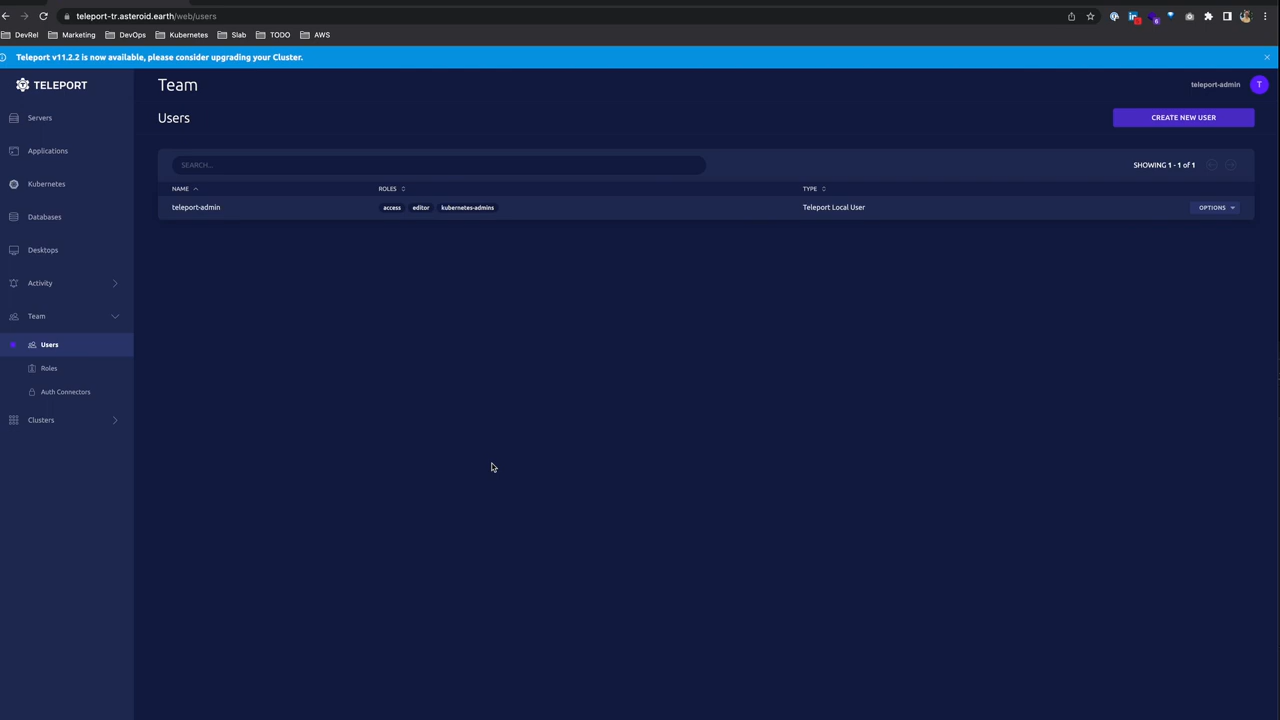 teleport-tr.asteroid.earth/web/users
6
DevRel Marketing DevOps Kubernetes Slab TODO AWS
Teleport v11.2.2 is now available, please consider upgrading your Cluster.
TELEPORT
Team
teleport-admin T
Servers
Users
CREATE NEW USER
Applications
SEARCH...
SHOWING 1 - 1 of 1
Kubernetes
NAME ROLES TYPE
teleport-admin access editor kubernetes-admins Teleport Local User OPTIONS
Databases
Desktops
Activity
Team
Users
Roles
Auth Connectors
Clusters